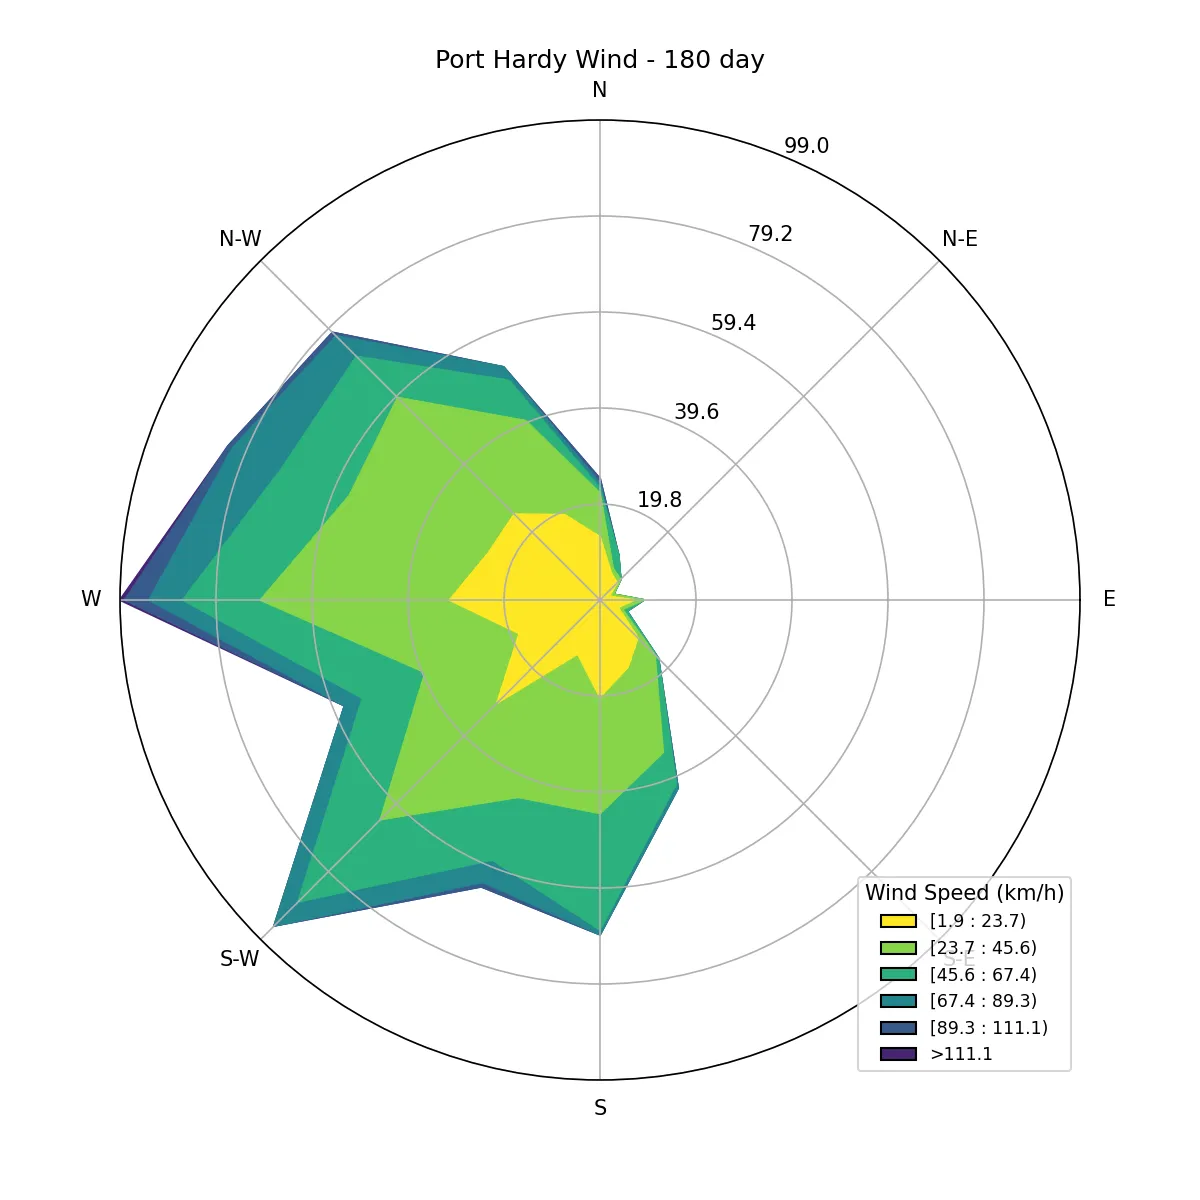 Port Hardy Wind - 180 day
N
99.0
79.2
N-W
N-E
59.4
39.6
19.8
W
E
Wind Speed (km/h)
[1.9 : 23.7)
[23.7 : 45.6)
S-W
S-E
[45.6 : 67.4)
[67.4 : 89.3)
[89.3 : 111.1)
>111.1
S